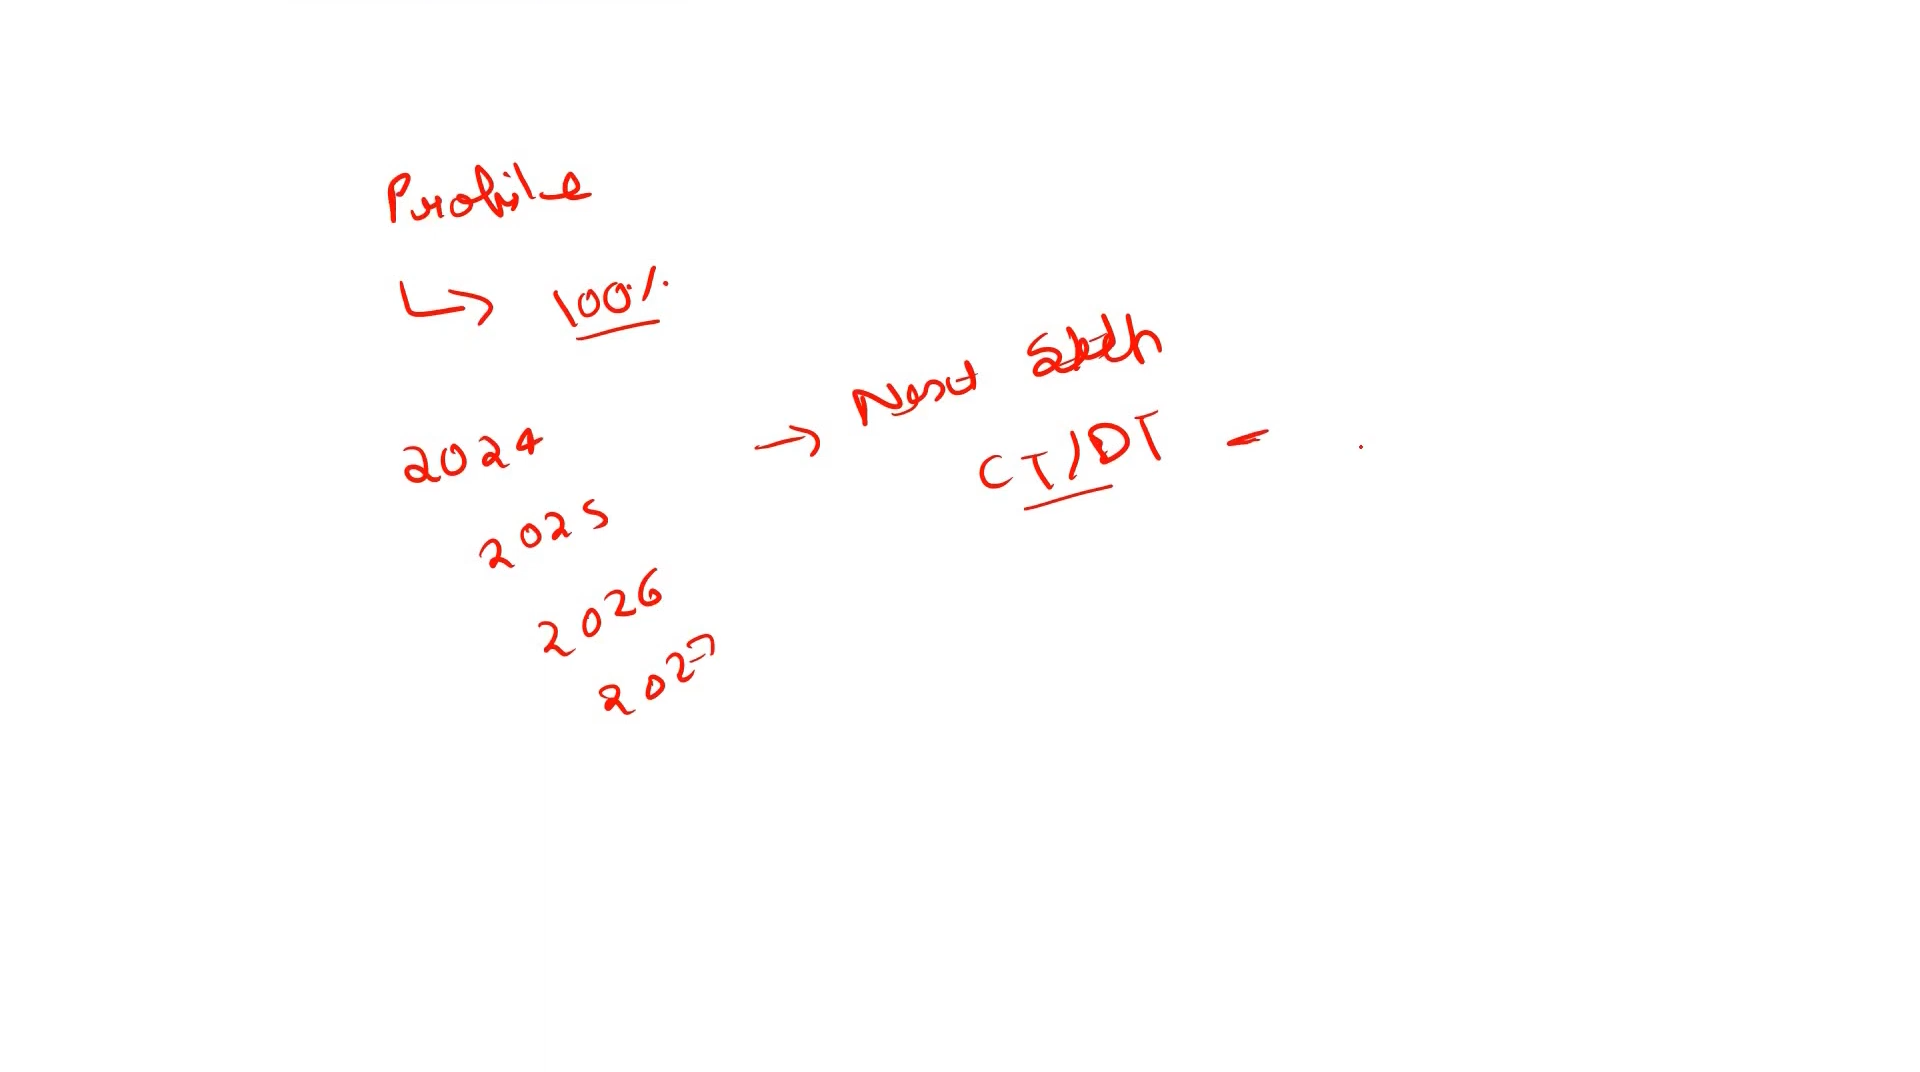 Profile
↳ 100%
2024 → Next
CT/DT -
2025
2026
2027